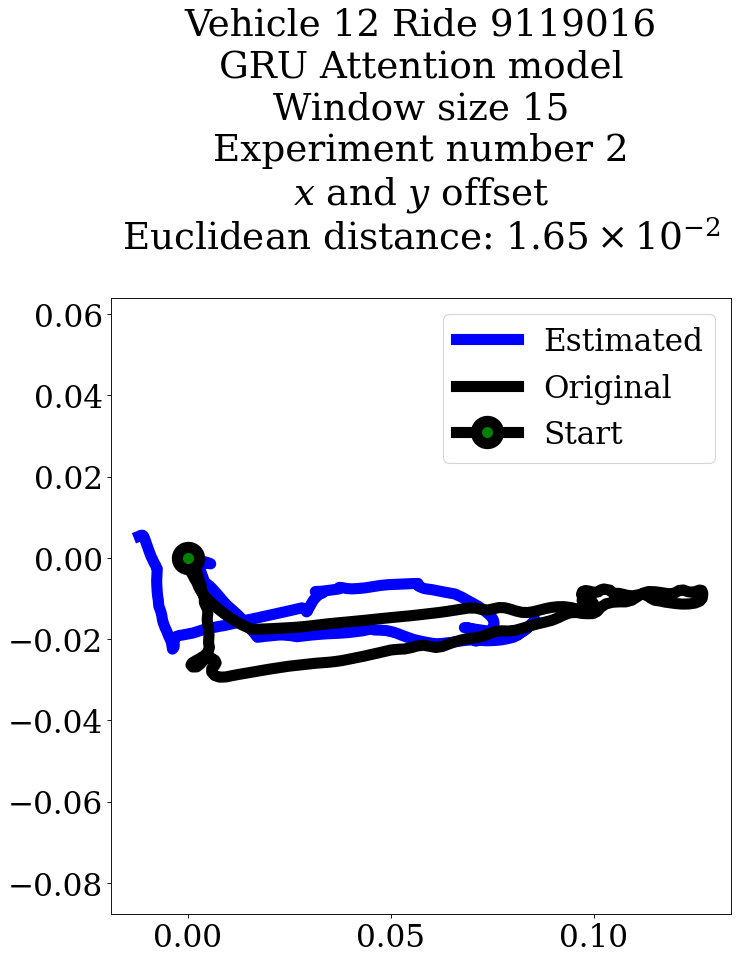 Vehicle 12 Ride 9119016
GRU Attention model
Window size 15
Experiment number 2
x and y offset
Euclidean distance: 1.65 × 10⁻²
Estimated
Original
Start
0.06
0.04
0.02
0.00
−0.02
−0.04
−0.06
−0.08
0.00 0.05 0.10